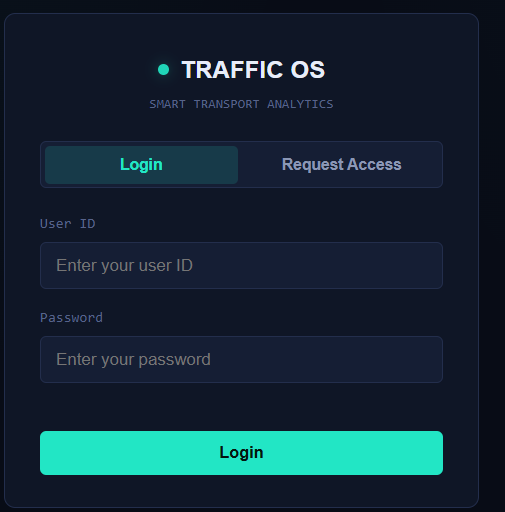 TRAFFIC OS
SMART TRANSPORT ANALYTICS
Login Request Access
User ID
Enter your user ID
Password
Enter your password
Login